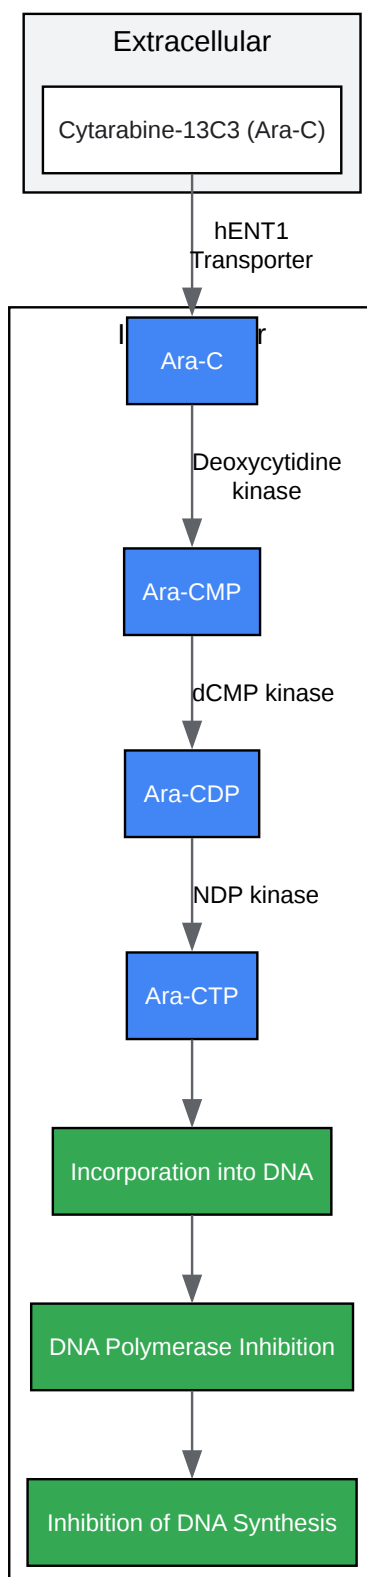 Extracellular
Cytarabine-13C3 (Ara-C)
hENT1
Transporter
Ara-C
Deoxycytidine
kinase
Ara-CMP
dCMP kinase
Ara-CDP
NDP kinase
Ara-CTP
Incorporation into DNA
DNA Polymerase Inhibition
Inhibition of DNA Synthesis